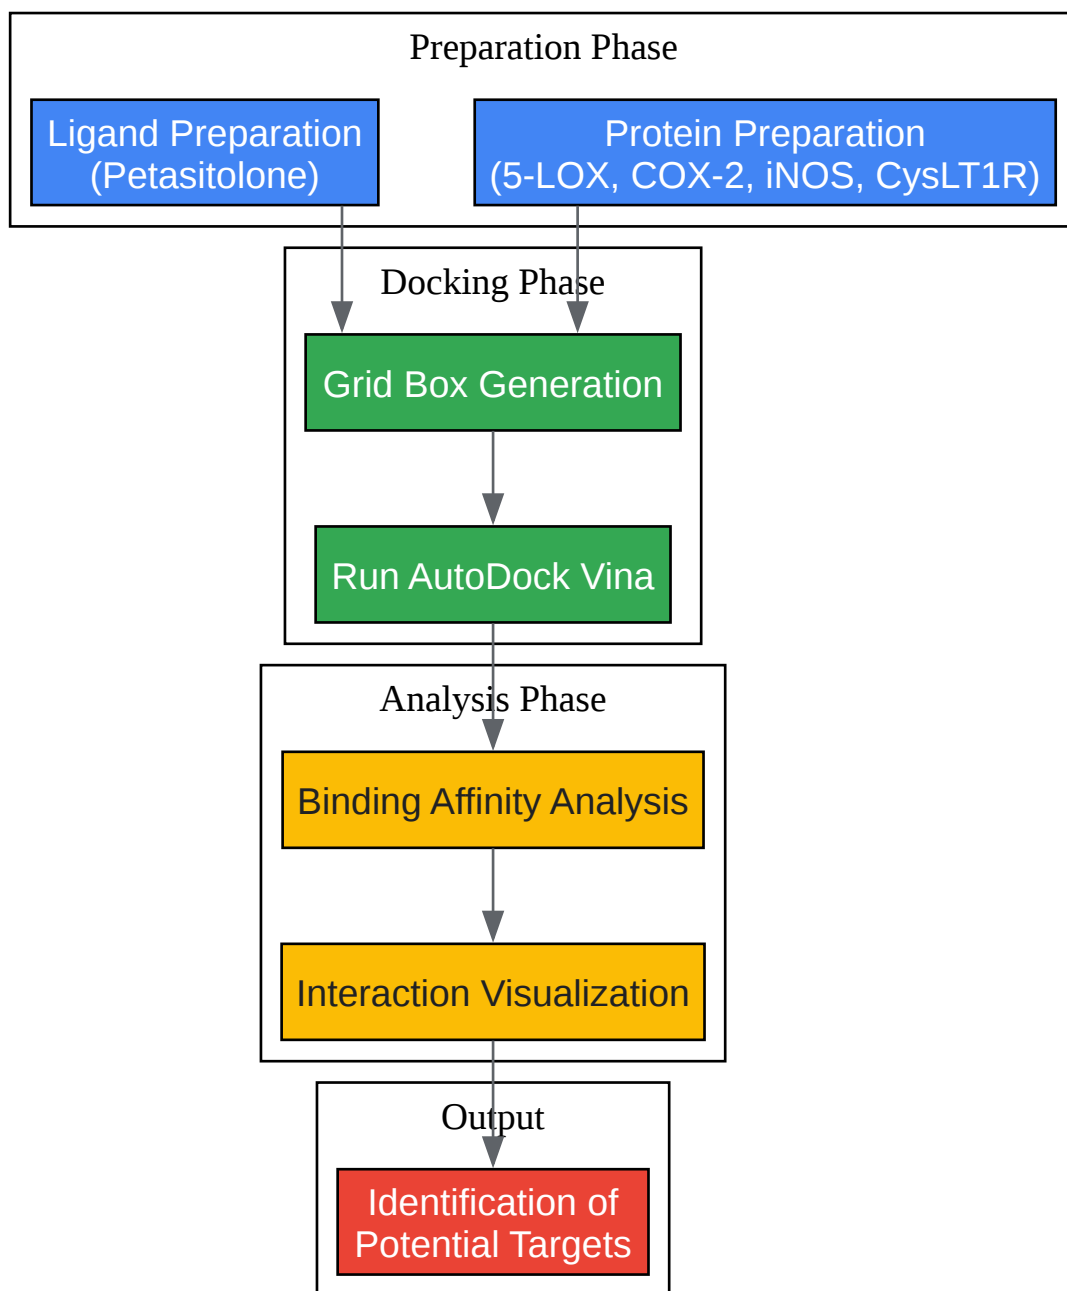 Preparation Phase
Ligand Preparation
(Petasitolone)
Protein Preparation
(5-LOX, COX-2, iNOS, CysLT1R)
Docking Phase
Grid Box Generation
Run AutoDock Vina
Analysis Phase
Binding Affinity Analysis
Interaction Visualization
Output
Identification of
Potential Targets